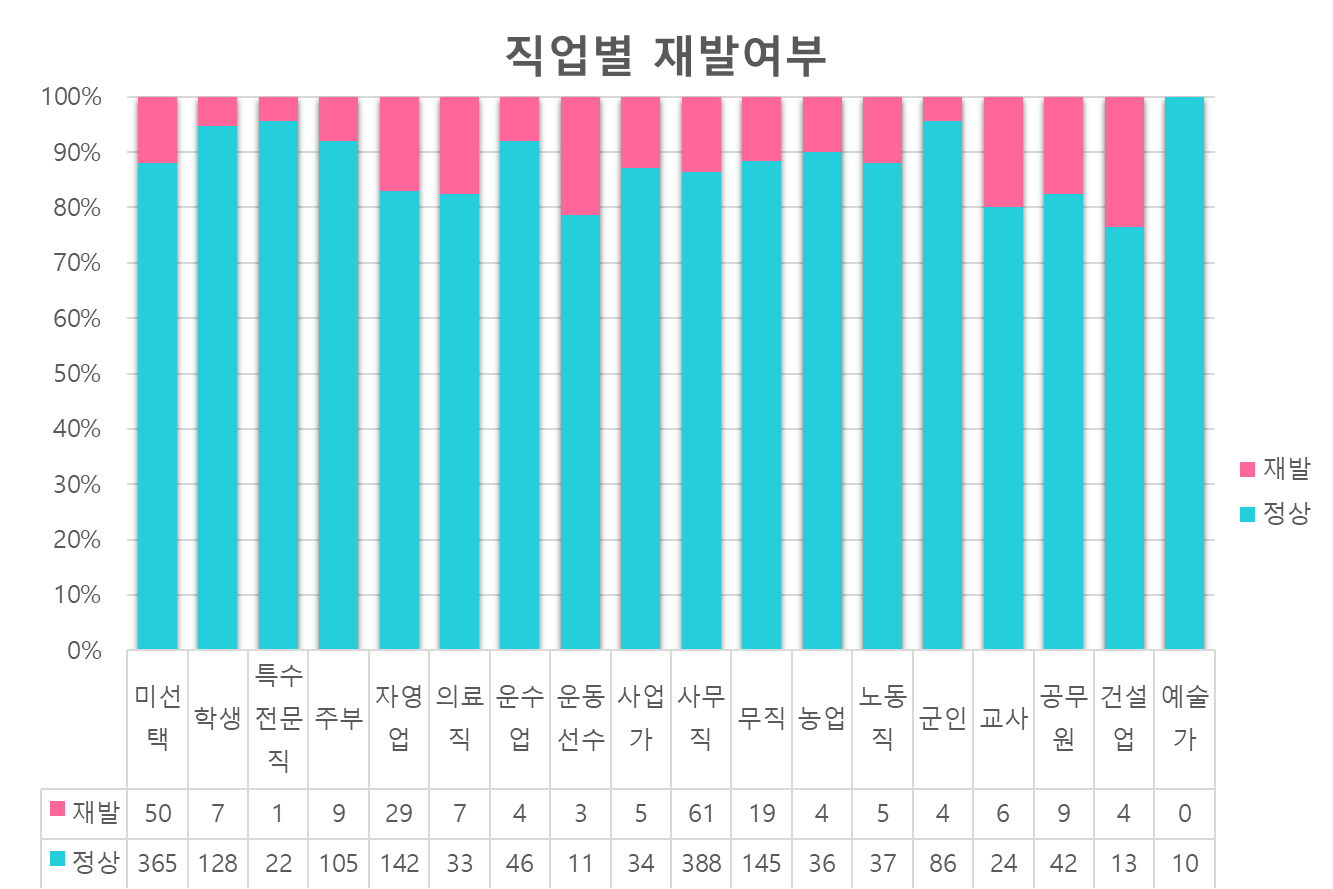 직업별 재발여부
100%
90%
80%
70%
60%
50%
40%
30%
20%
10%
0%
재발
정상
미선택 학생 특수전문직 주부 자영업 의료직 운수업 운동선수 사업가 사무직 무직 농업 노동직 군인 교사 공무원 건설업 예술가
재발 50 7 1 9 29 7 4 3 5 61 19 4 5 4 6 9 4 0
정상 365 128 22 105 142 33 46 11 34 388 145 36 37 86 24 42 13 10